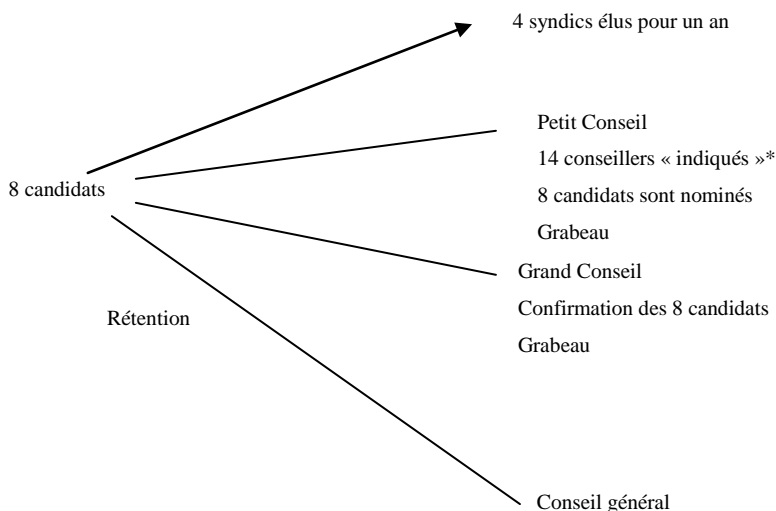 4 syndics élus pour un an
Petit Conseil
14 conseillers « indiqués »*
8 candidats
8 candidats sont nominés
Grabeau
Grand Conseil
Rétention
Confirmation des 8 candidats
Grabeau
Conseil général